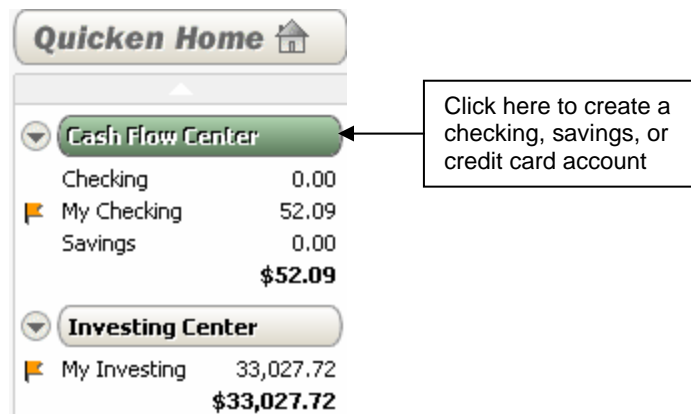 Quicken Home
Cash Flow Center
Click here to create a
checking, savings, or
credit card account
Checking 0.00
My Checking 52.09
Savings 0.00
$52.09
Investing Center
My Investing 33,027.72
$33,027.72